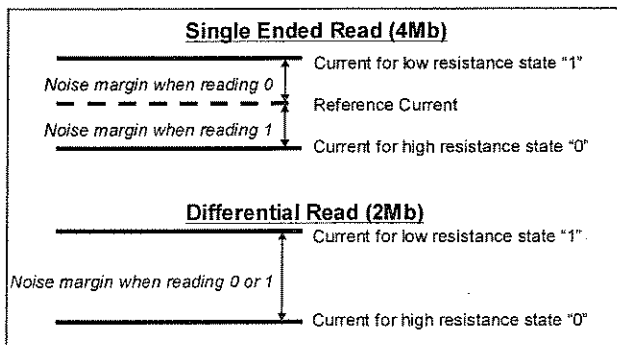 Single Ended Read (4Mb)
Current for low resistance state "1"
Noise margin when reading 0
Reference Current
Noise margin when reading 1
Current for high resistance state "0"
Differential Read (2Mb)
Current for low resistance state "1"
Noise margin when reading 0 or 1
Current for high resistance state "0"